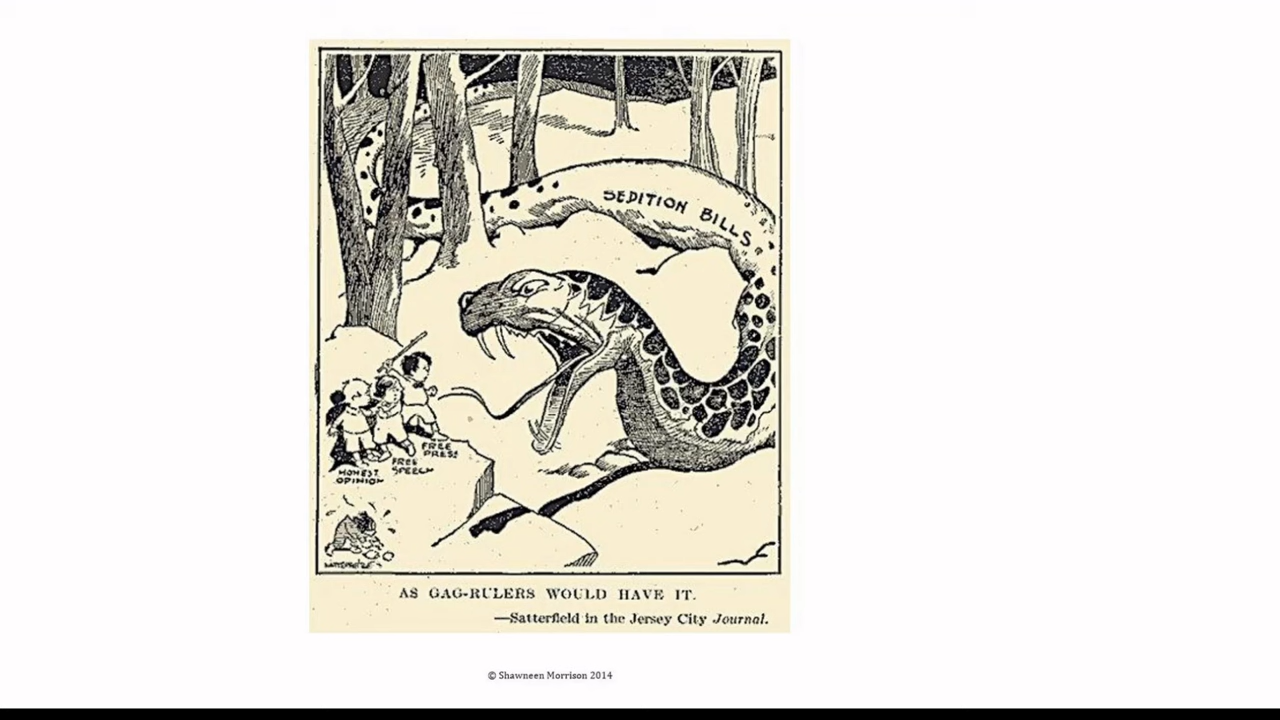 SEDITION BILLS
FREE
PRESS
FREE
SPEECH
HONEST
OPINION
AS GAG-RULERS WOULD HAVE IT.
—Satterfield in the Jersey City Journal.
© Shawneen Morrison 2014